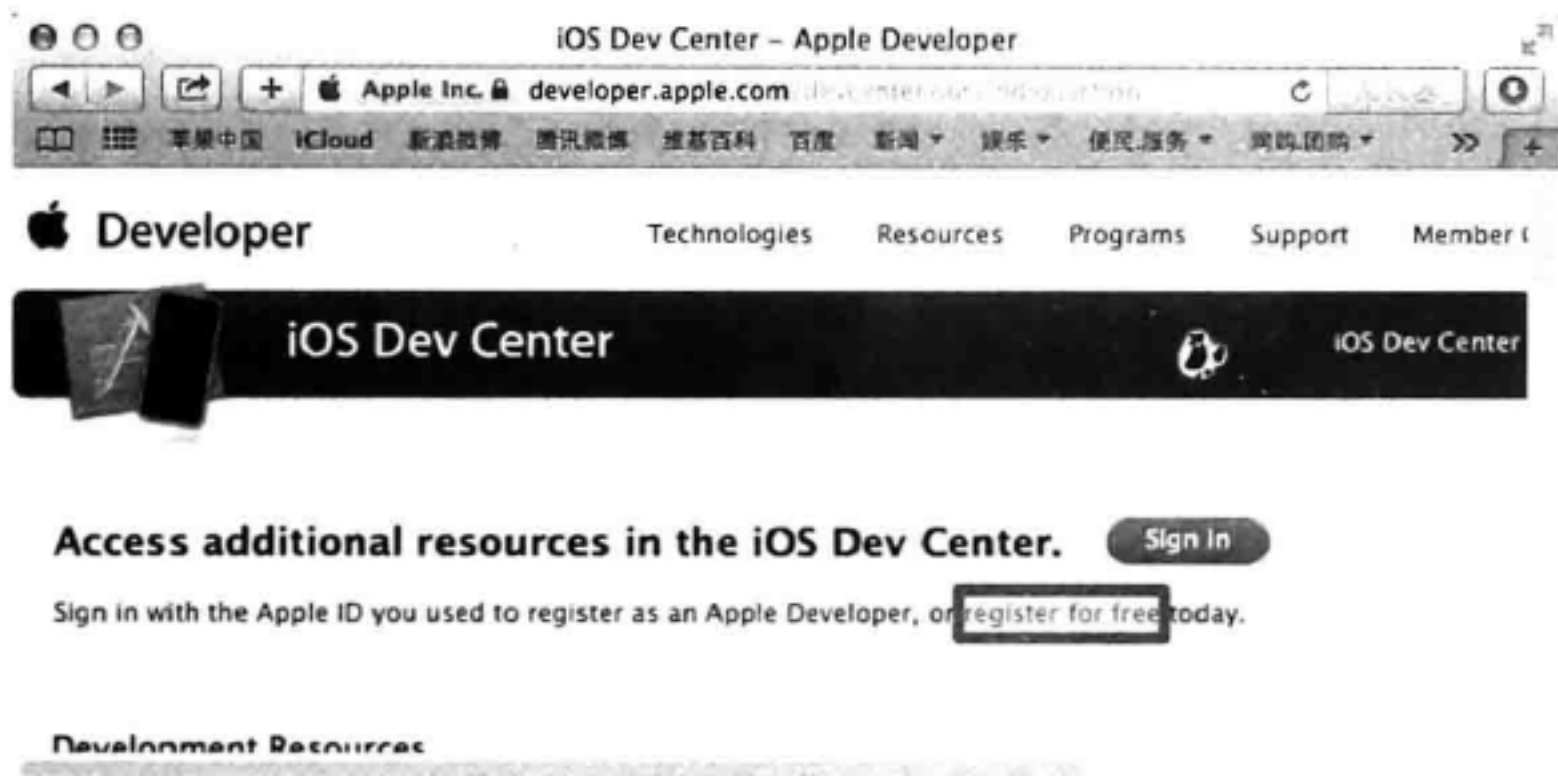 iOS Dev Center – Apple Developer
Apple Inc. developer.apple.com
苹果中国 iCloud 新浪微博 腾讯微博 维基百科 百度 新闻 娱乐 便民.服务 网购.团购
Developer Technologies Resources Programs Support Member
iOS Dev Center iOS Dev Center
Access additional resources in the iOS Dev Center. Sign in
Sign in with the Apple ID you used to register as an Apple Developer, or register for free today.
Development Resources